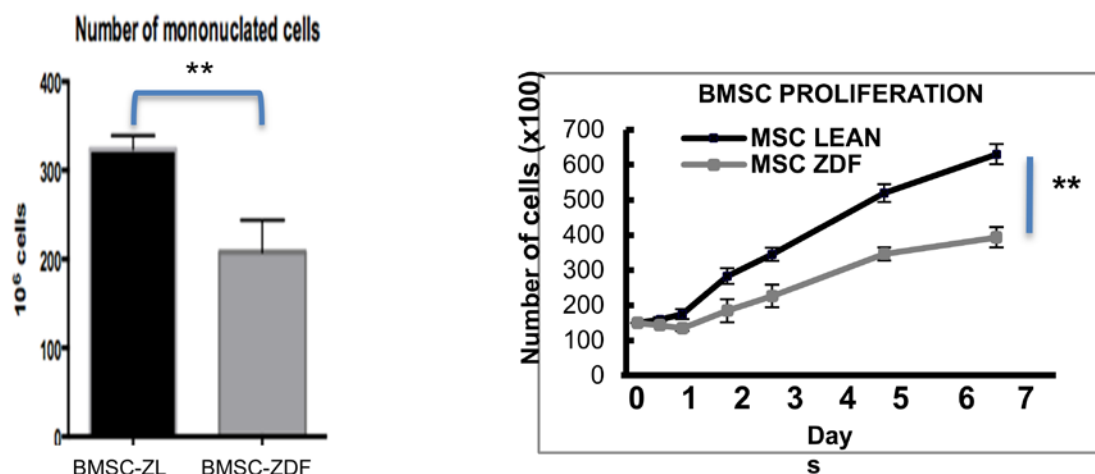 Number of mononuclated cells
**
400
300
200
100
0
10⁶ cells
BMSC-ZL
BMSC-ZDF
BMSC PROLIFERATION
MSC LEAN
MSC ZDF
**
Number of cells (x100)
700
600
500
400
300
200
100
0
0 1 2 3 4 5 6 7
Day
s